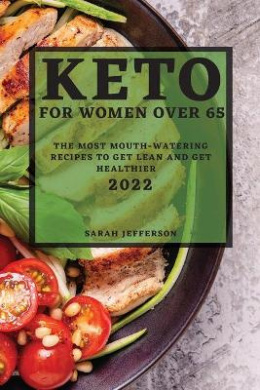 KETO
FOR WOMEN OVER 65
THE MOST MOUTH-WATERING
RECIPES TO GET LEAN AND GET
HEALTHIER
2022
SARAH JEFFERSON